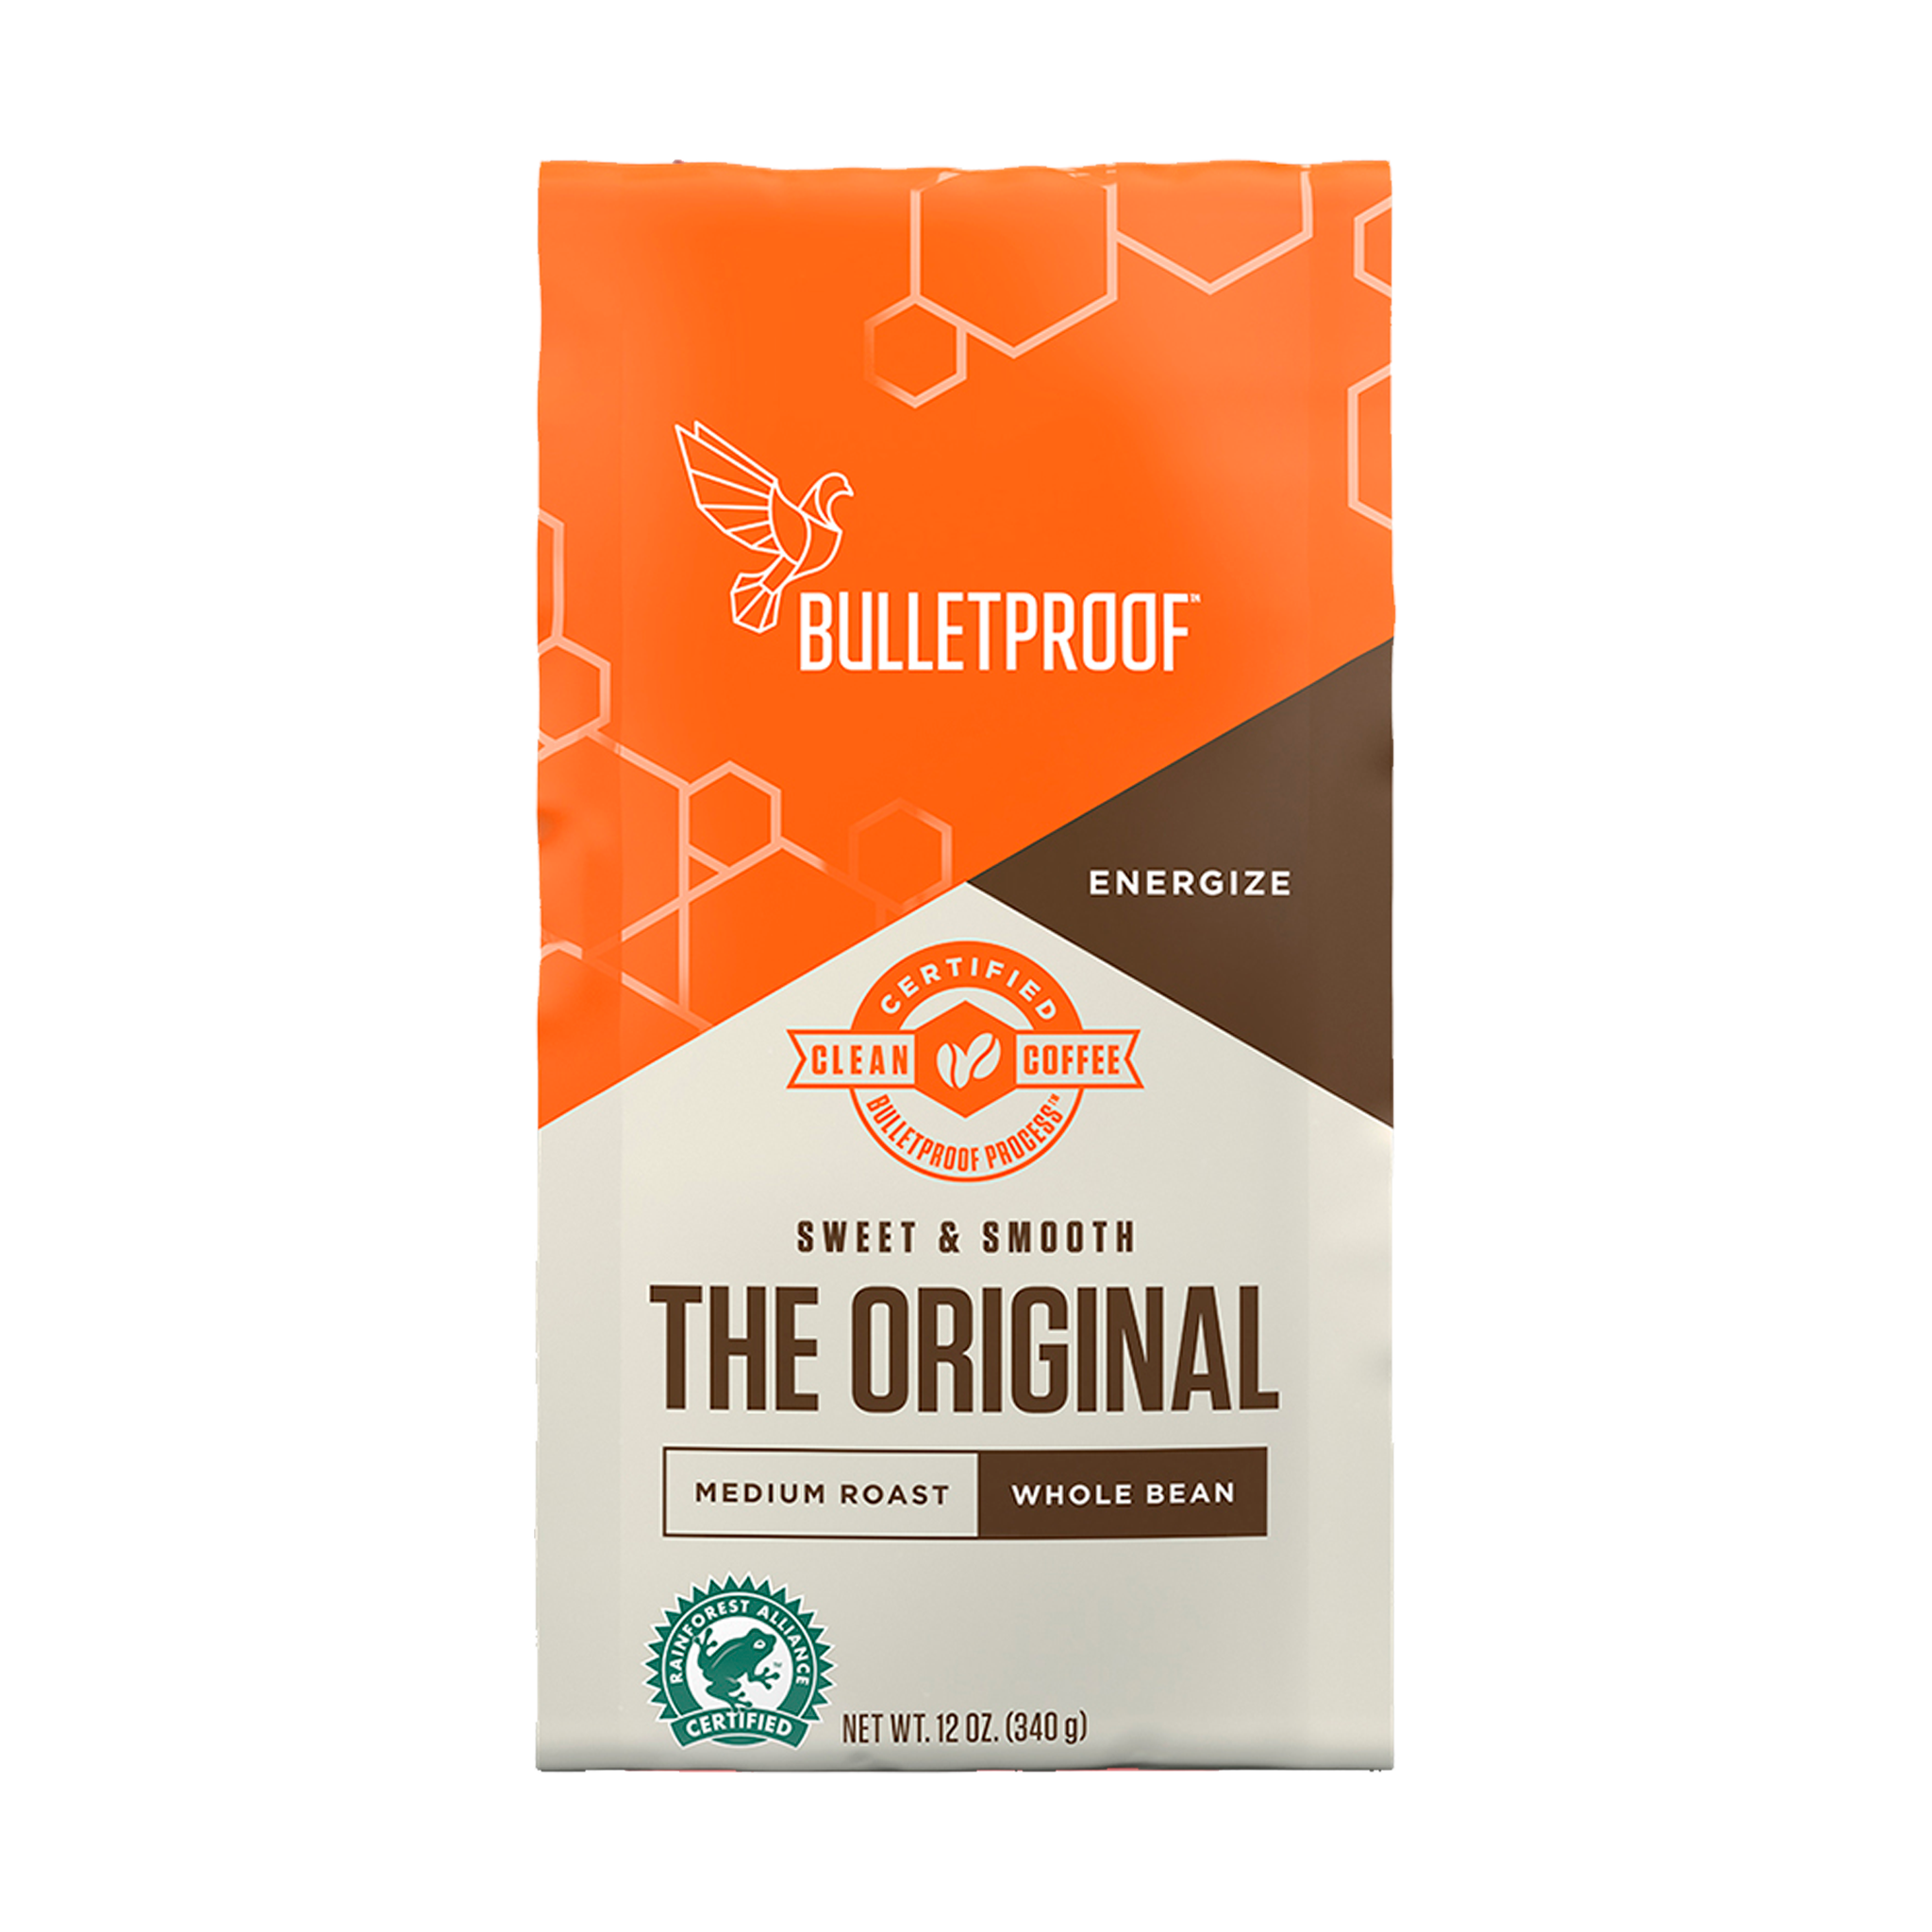 BULLETPROOF™
ENERGIZE
CERTIFIED
CLEAN COFFEE
BULLETPROOF PROCESS™
SWEET & SMOOTH
THE ORIGINAL
MEDIUM ROAST WHOLE BEAN
RAINFOREST ALLIANCE
CERTIFIED
™
NET WT. 12 OZ. (340 g)